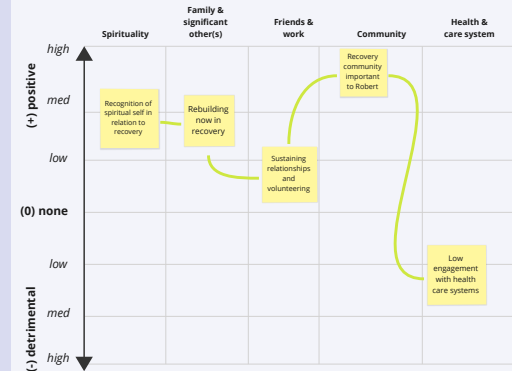 Spirituality
Family &
significant
other(s)
Friends &
work
Community
Health &
care system
high
med
low
(0) none
low
med
high
(+) positive
(-) detrimental
Recognition of
spiritual self in
relation to
recovery
Rebuilding
now in
recovery
Sustaining
relationships
and
volunteering
Recovery
community
important
to Robert
Low
engagement
with health
care systems